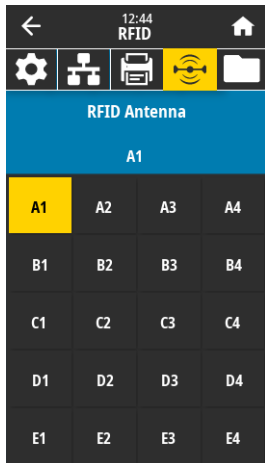 12:44
RFID
RFID Antenna
A1
A1 A2 A3 A4
B1 B2 B3 B4
C1 C2 C3 C4
D1 D2 D3 D4
E1 E2 E3 E4